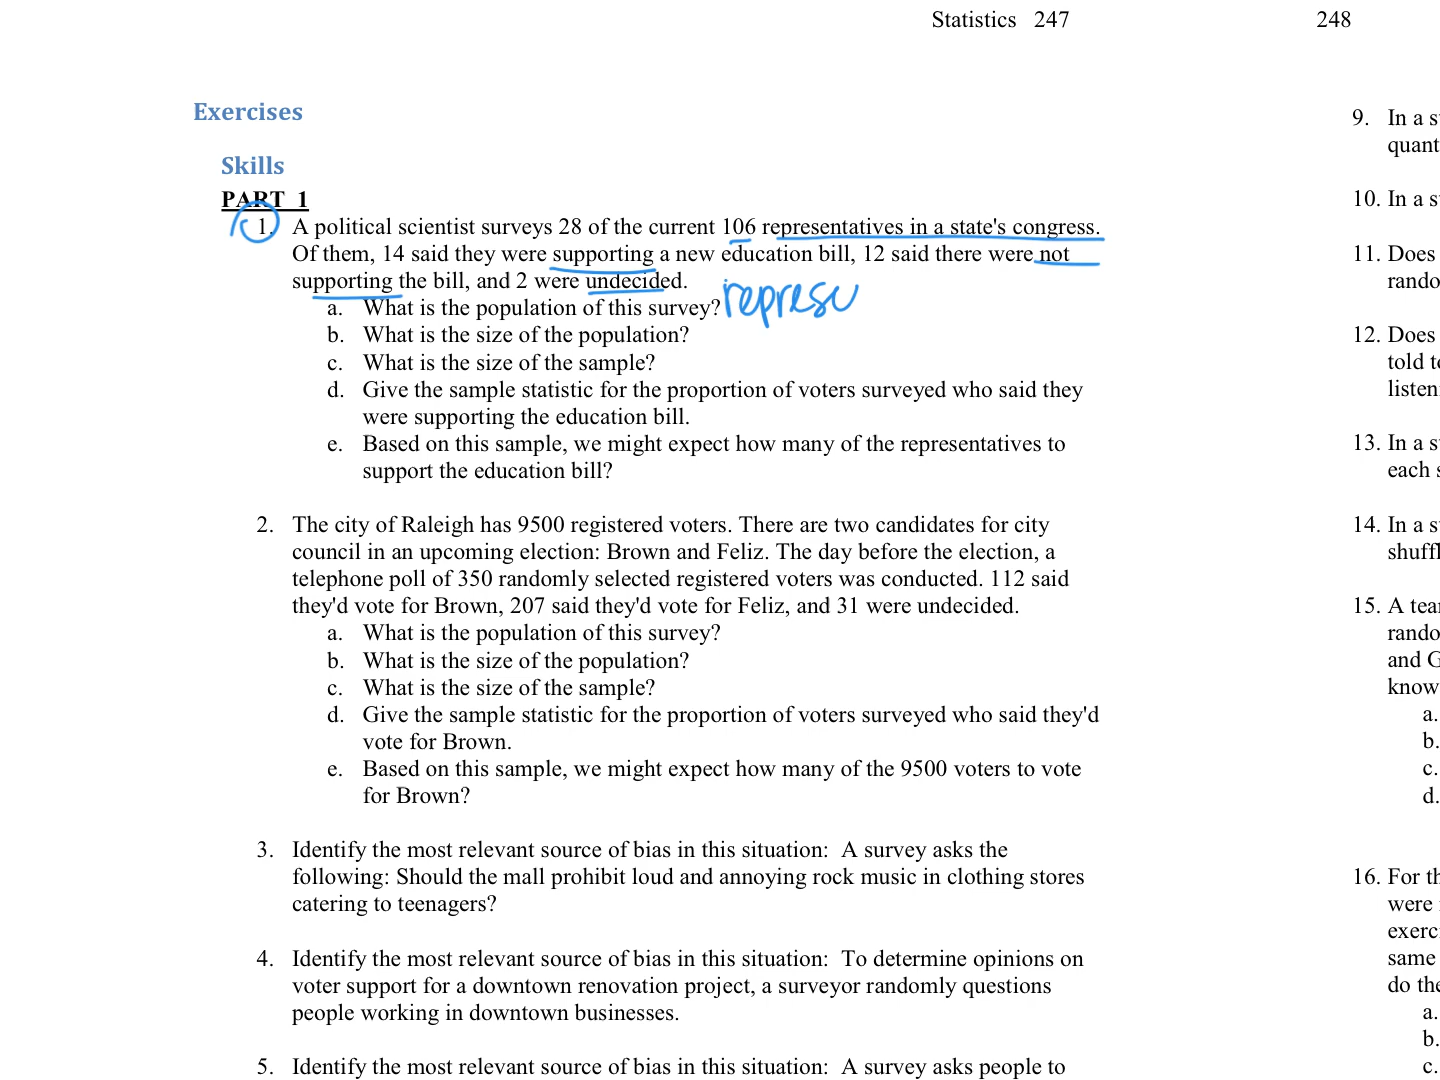 Statistics 247
248
Exercises
Skills
PART 1
1. A political scientist surveys 28 of the current 106 representatives in a state's congress.
Of them, 14 said they were supporting a new education bill, 12 said there were not
supporting the bill, and 2 were undecided.
a. What is the population of this survey? represu
b. What is the size of the population?
c. What is the size of the sample?
d. Give the sample statistic for the proportion of voters surveyed who said they
were supporting the education bill.
e. Based on this sample, we might expect how many of the representatives to
support the education bill?
2. The city of Raleigh has 9500 registered voters. There are two candidates for city
council in an upcoming election: Brown and Feliz. The day before the election, a
telephone poll of 350 randomly selected registered voters was conducted. 112 said
they'd vote for Brown, 207 said they'd vote for Feliz, and 31 were undecided.
a. What is the population of this survey?
b. What is the size of the population?
c. What is the size of the sample?
d. Give the sample statistic for the proportion of voters surveyed who said they'd
vote for Brown.
e. Based on this sample, we might expect how many of the 9500 voters to vote
for Brown?
3. Identify the most relevant source of bias in this situation: A survey asks the
following: Should the mall prohibit loud and annoying rock music in clothing stores
catering to teenagers?
4. Identify the most relevant source of bias in this situation: To determine opinions on
voter support for a downtown renovation project, a surveyor randomly questions
people working in downtown businesses.
5. Identify the most relevant source of bias in this situation: A survey asks people to
9. In a s
quant
10. In a s
11. Does
rando
12. Does
told t
listen
13. In a s
each s
14. In a s
shuffl
15. A tea
rando
and G
know
a.
b.
c.
d.
16. For th
were
exerc
same
do the
a.
b.
c.